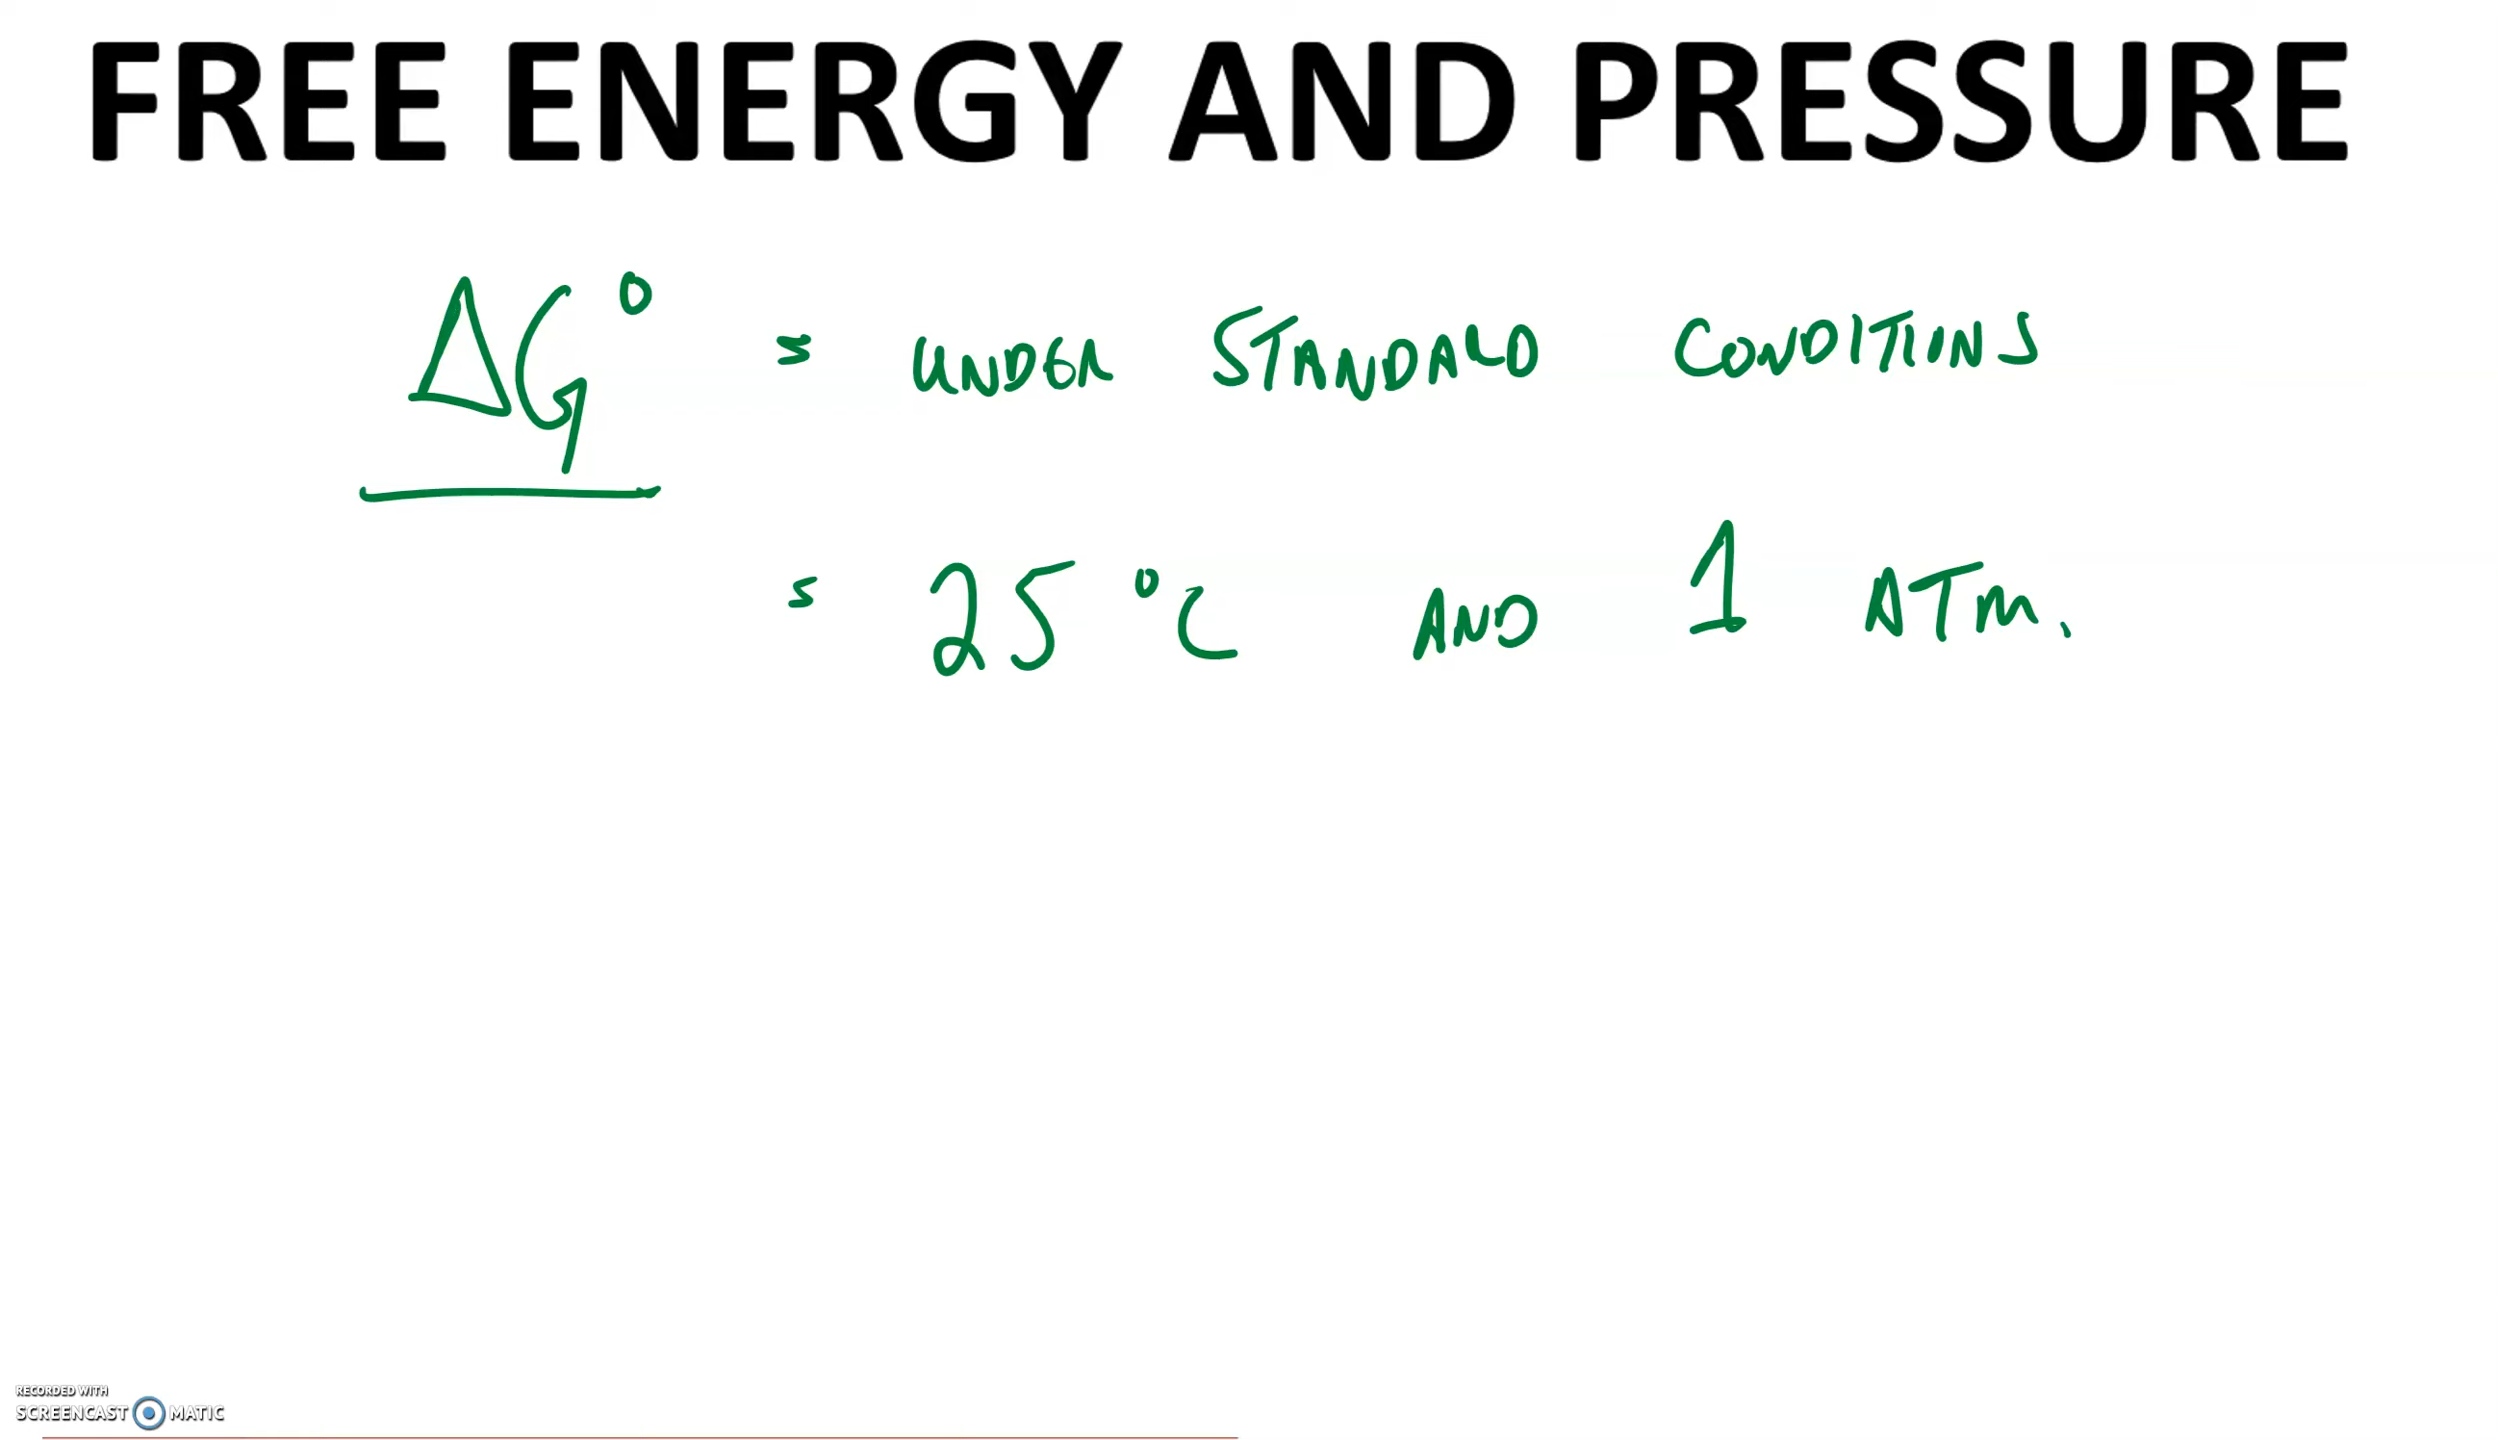 FREE ENERGY AND PRESSURE
ΔG° = UNDER STANDARD CONDITIONS
= 25 °C AND 1 ATM.
RECORDED WITH
SCREENCAST MATIC